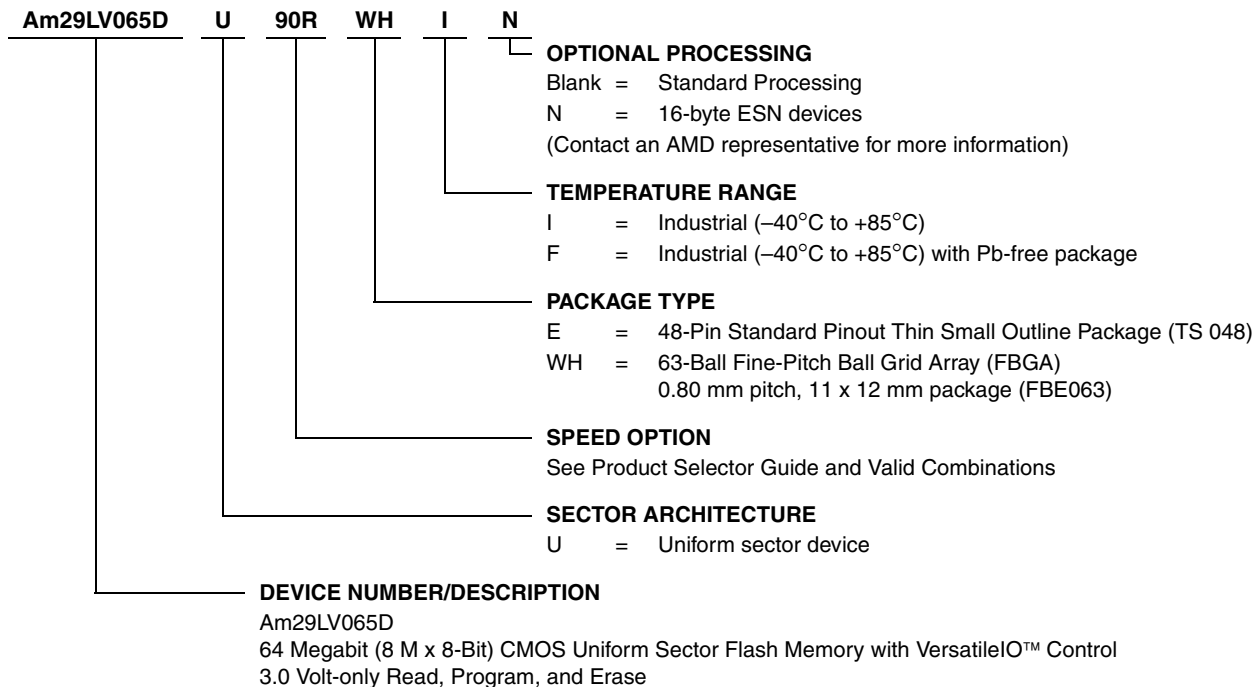 Am29LV065D U 90R WH I N
OPTIONAL PROCESSING
Blank = Standard Processing
N = 16-byte ESN devices
(Contact an AMD representative for more information)
TEMPERATURE RANGE
I = Industrial (–40°C to +85°C)
F = Industrial (–40°C to +85°C) with Pb-free package
PACKAGE TYPE
E = 48-Pin Standard Pinout Thin Small Outline Package (TS 048)
WH = 63-Ball Fine-Pitch Ball Grid Array (FBGA)
0.80 mm pitch, 11 x 12 mm package (FBE063)
SPEED OPTION
See Product Selector Guide and Valid Combinations
SECTOR ARCHITECTURE
U = Uniform sector device
DEVICE NUMBER/DESCRIPTION
Am29LV065D
64 Megabit (8 M x 8-Bit) CMOS Uniform Sector Flash Memory with VersatileIO™ Control
3.0 Volt-only Read, Program, and Erase